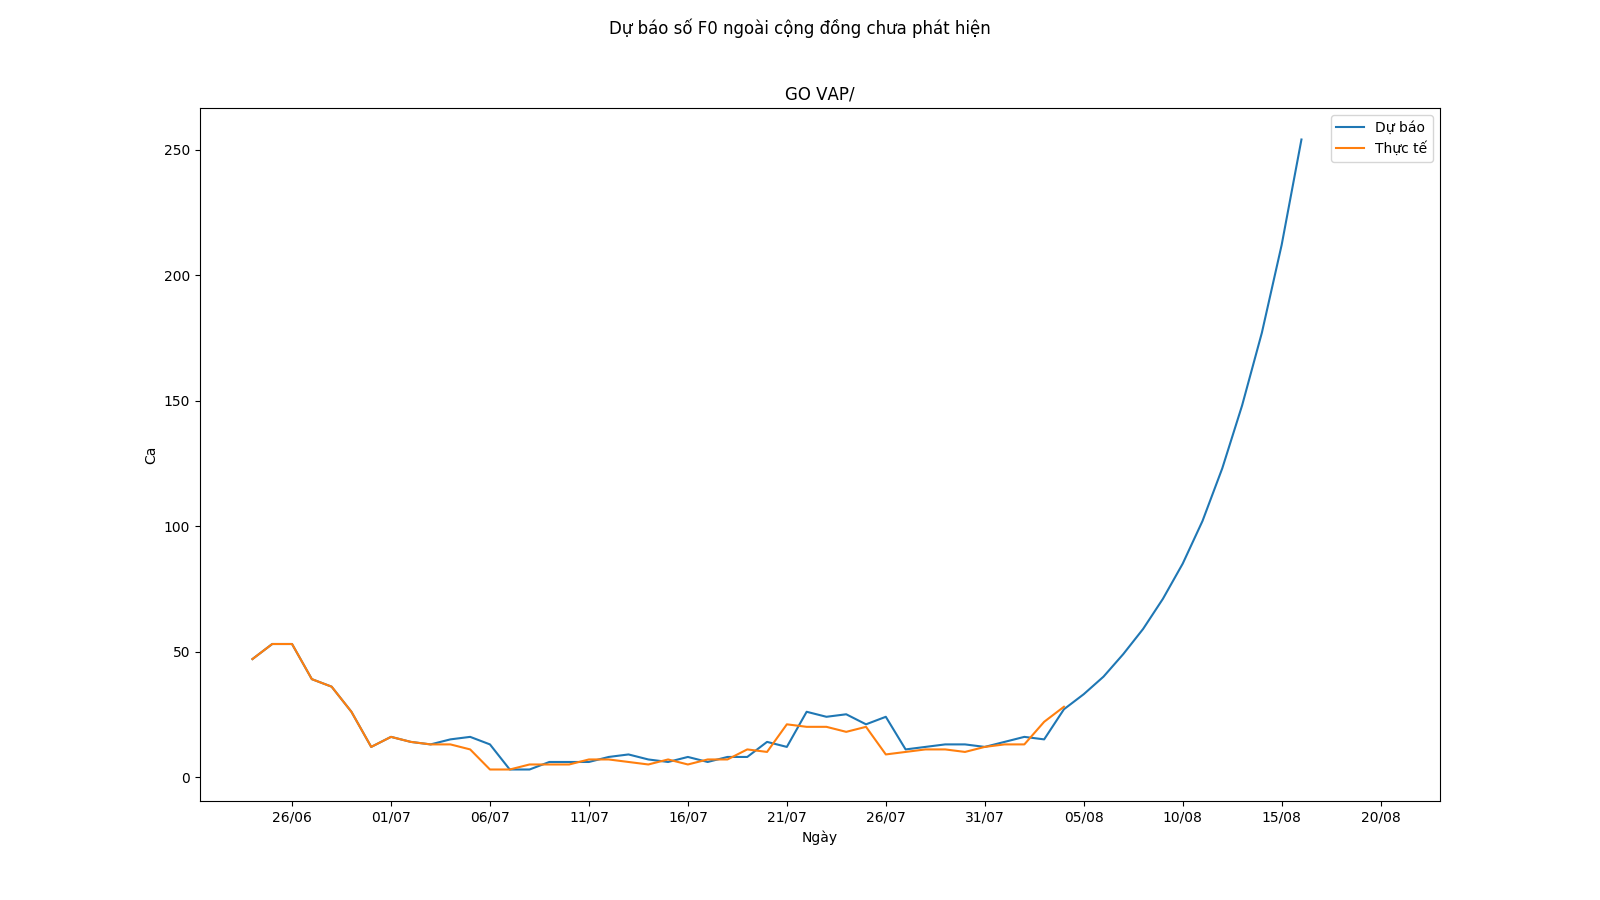 Dự báo số F0 ngoài cộng đồng chưa phát hiện
GO VAP/
Dự báo
Thực tế
250
200
150
100
50
0
Ca
26/06 01/07 06/07 11/07 16/07 21/07 26/07 31/07 05/08 10/08 15/08 20/08
Ngày